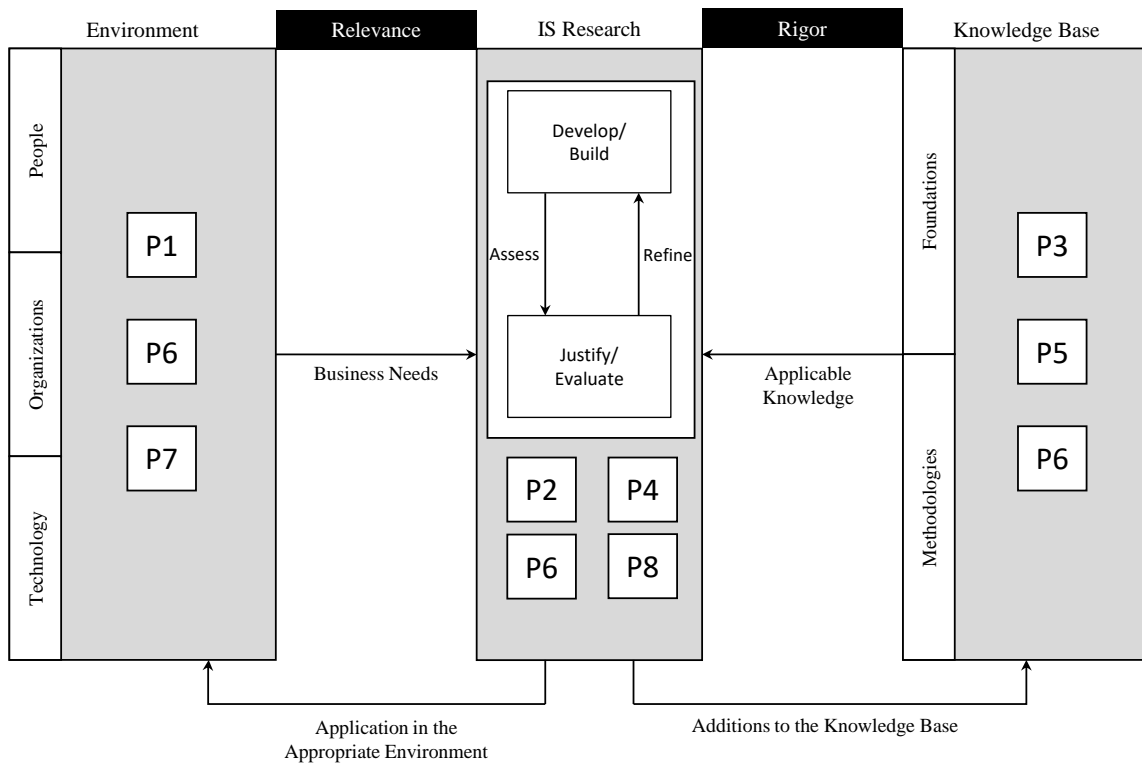 Environment
Relevance
IS Research
Rigor
Knowledge Base
People
Organizations
Technology
P1
P6
P7
Business Needs
Develop/
Build
Assess
Refine
Justify/
Evaluate
P2
P4
P6
P8
Applicable
Knowledge
Foundations
Methodologies
P3
P5
P6
Application in the
Appropriate Environment
Additions to the Knowledge Base